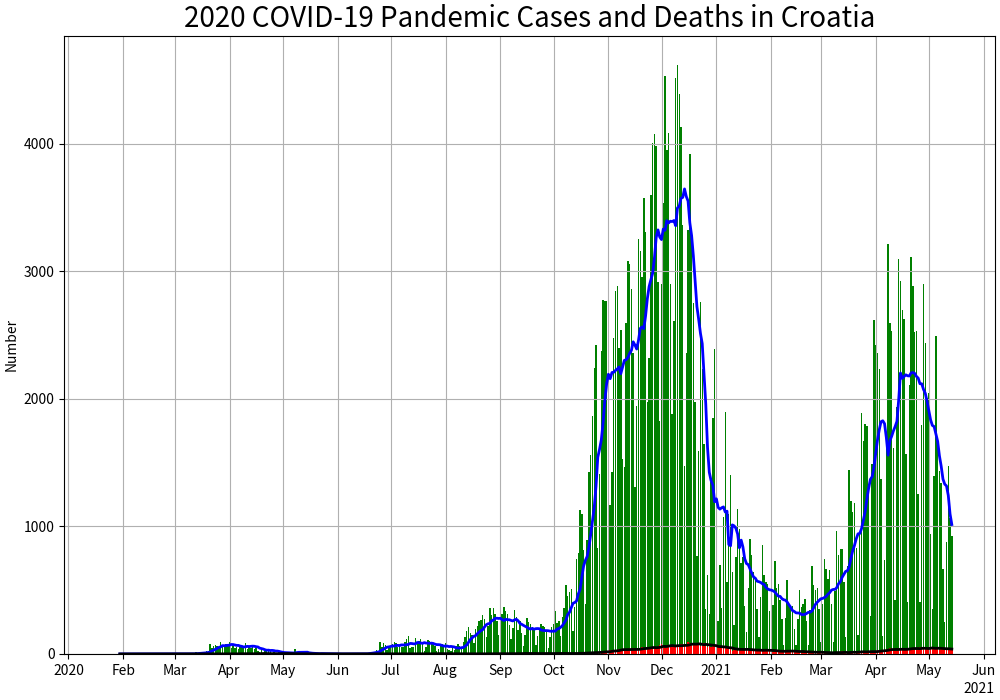 2020 COVID-19 Pandemic Cases and Deaths in Croatia
Number
4000
3000
2000
1000
0
2020 Feb Mar Apr May Jun Jul Aug Sep Oct Nov Dec 2021 Feb Mar Apr May Jun
2021